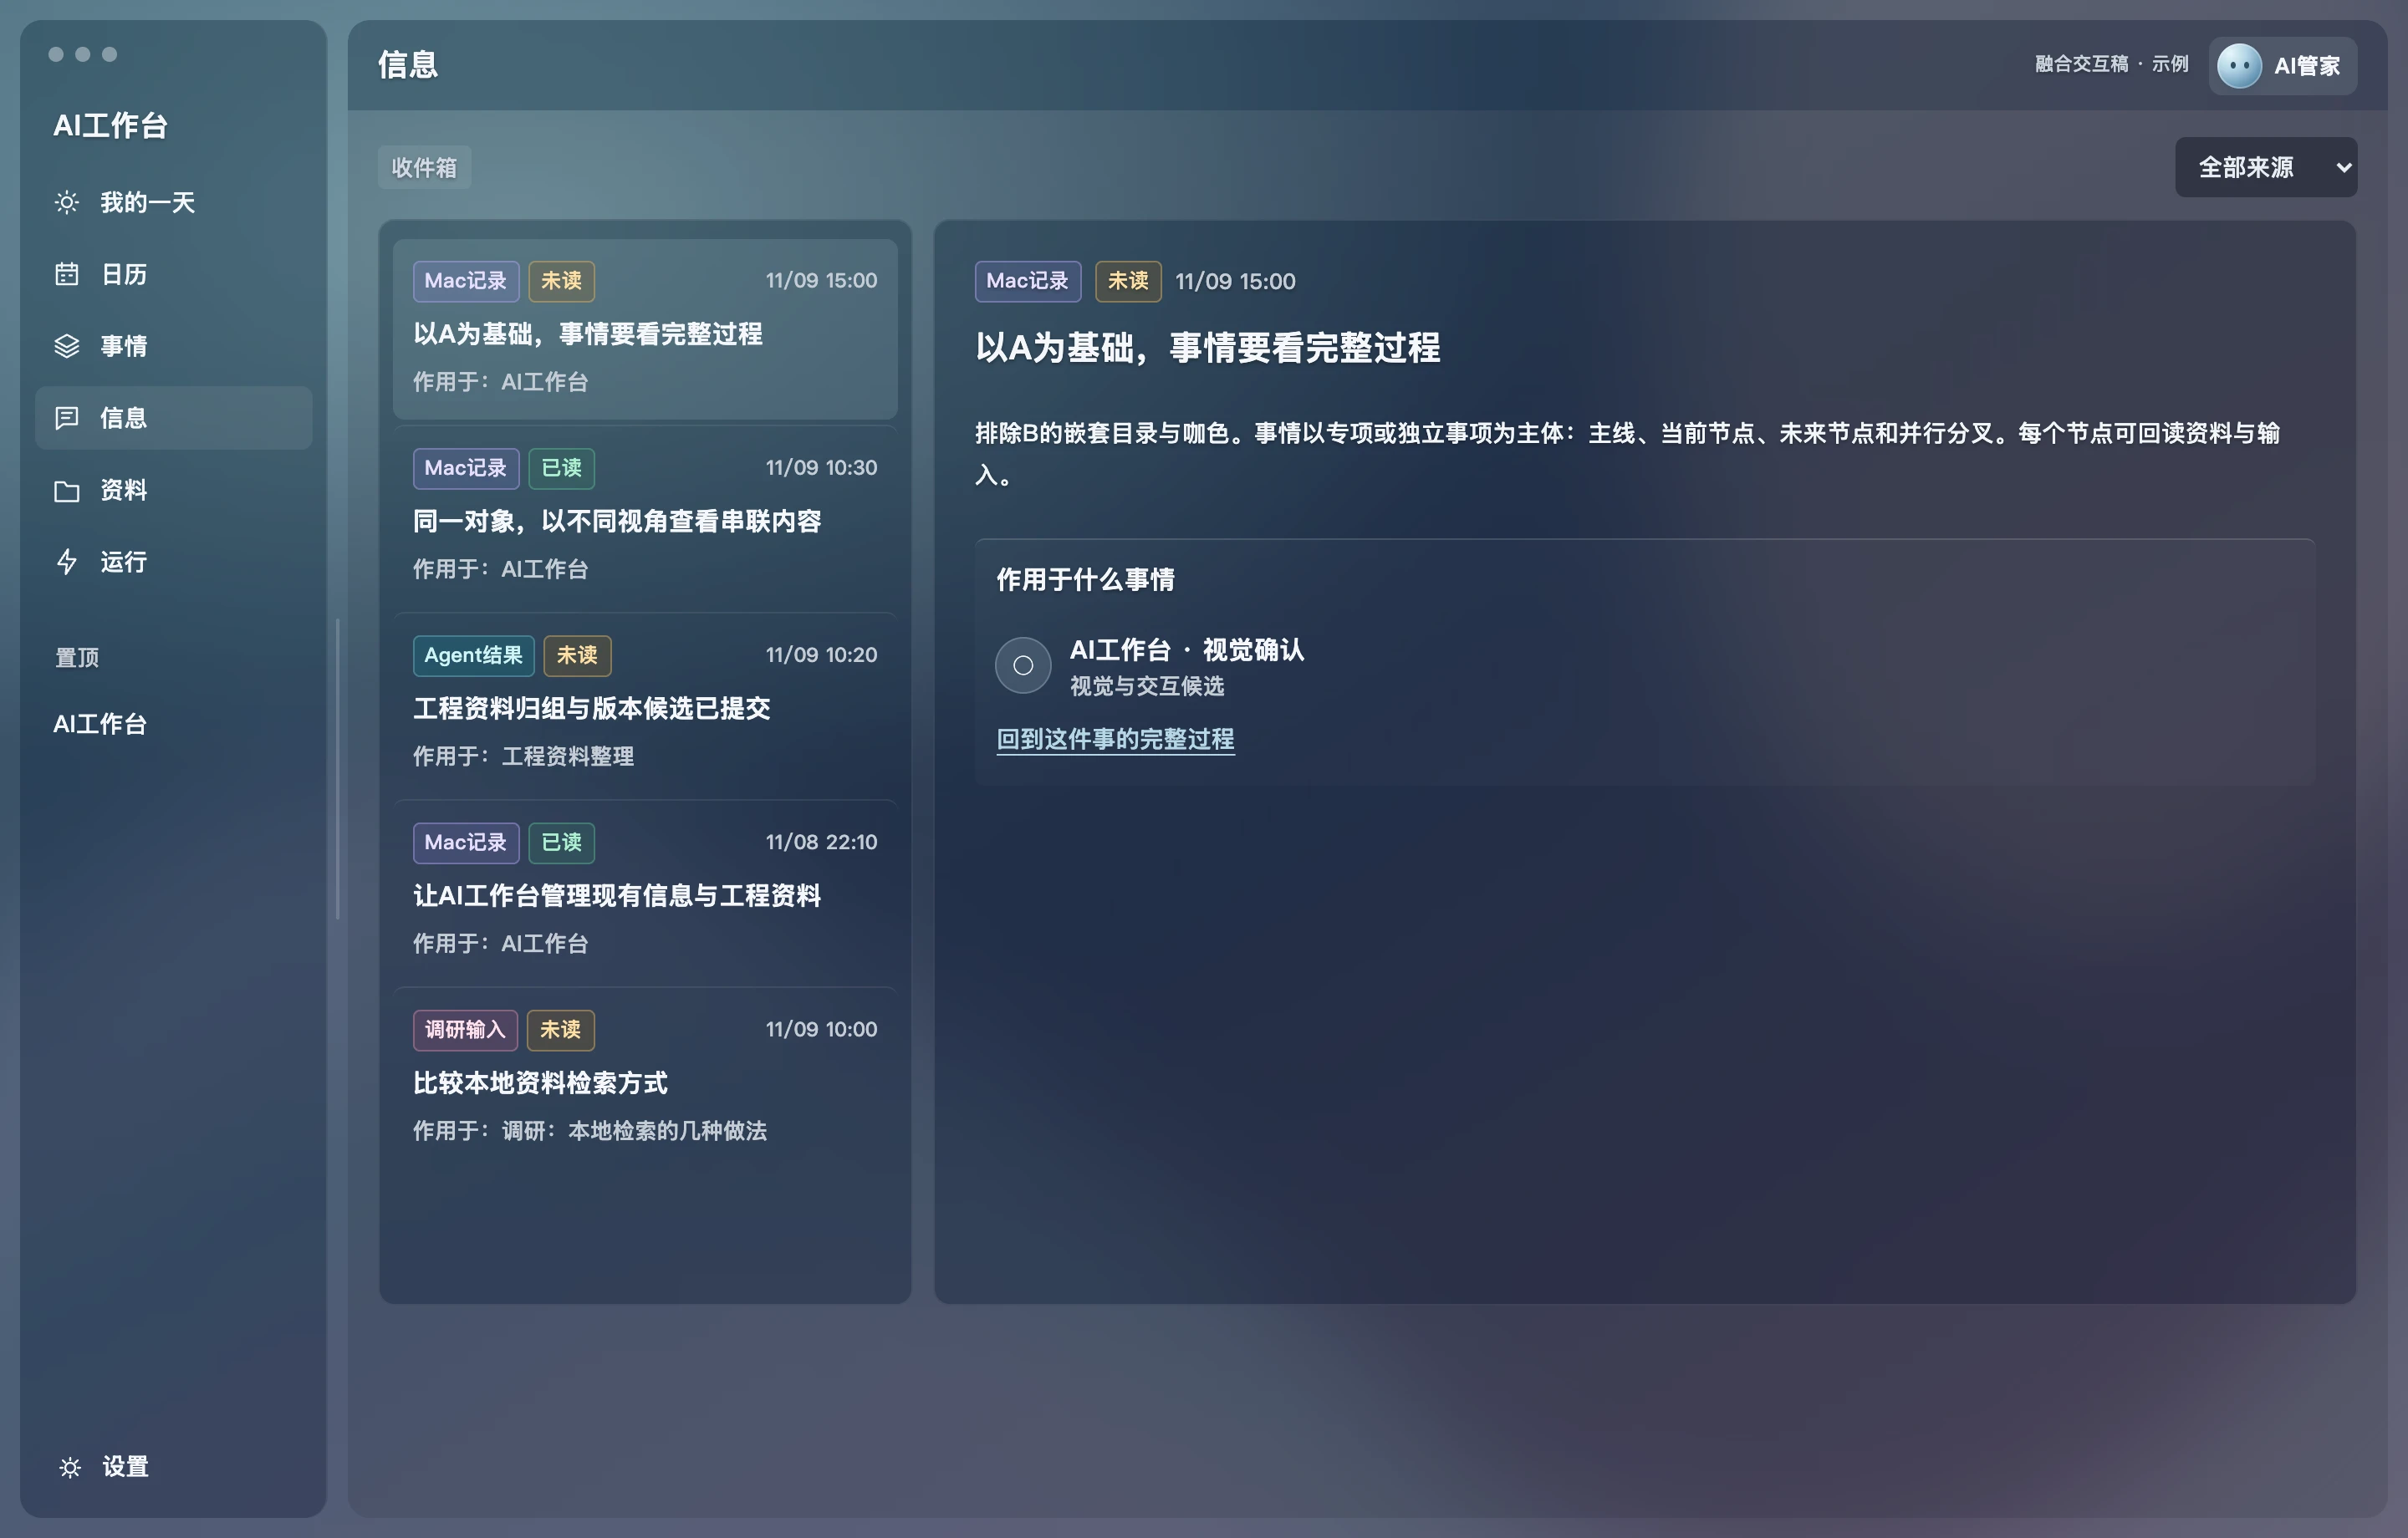 AI工作台
我的一天
日历
事情
信息
资料
运行
置顶
AI工作台
设置
信息
融合交互稿 · 示例
AI管家
收件箱
全部来源
Mac记录 未读 11/09 15:00
以A为基础，事情要看完整过程
作用于：AI工作台
Mac记录 已读 11/09 10:30
同一对象，以不同视角查看串联内容
作用于：AI工作台
Agent结果 未读 11/09 10:20
工程资料归组与版本候选已提交
作用于：工程资料整理
Mac记录 已读 11/08 22:10
让AI工作台管理现有信息与工程资料
作用于：AI工作台
调研输入 未读 11/09 10:00
比较本地资料检索方式
作用于：调研：本地检索的几种做法
Mac记录 未读 11/09 15:00
以A为基础，事情要看完整过程
排除B的嵌套目录与咖色。事情以专项或独立事项为主体：主线、当前节点、未来节点和并行分叉。每个节点可回读资料与输
入。
作用于什么事情
AI工作台 · 视觉确认
视觉与交互候选
回到这件事的完整过程